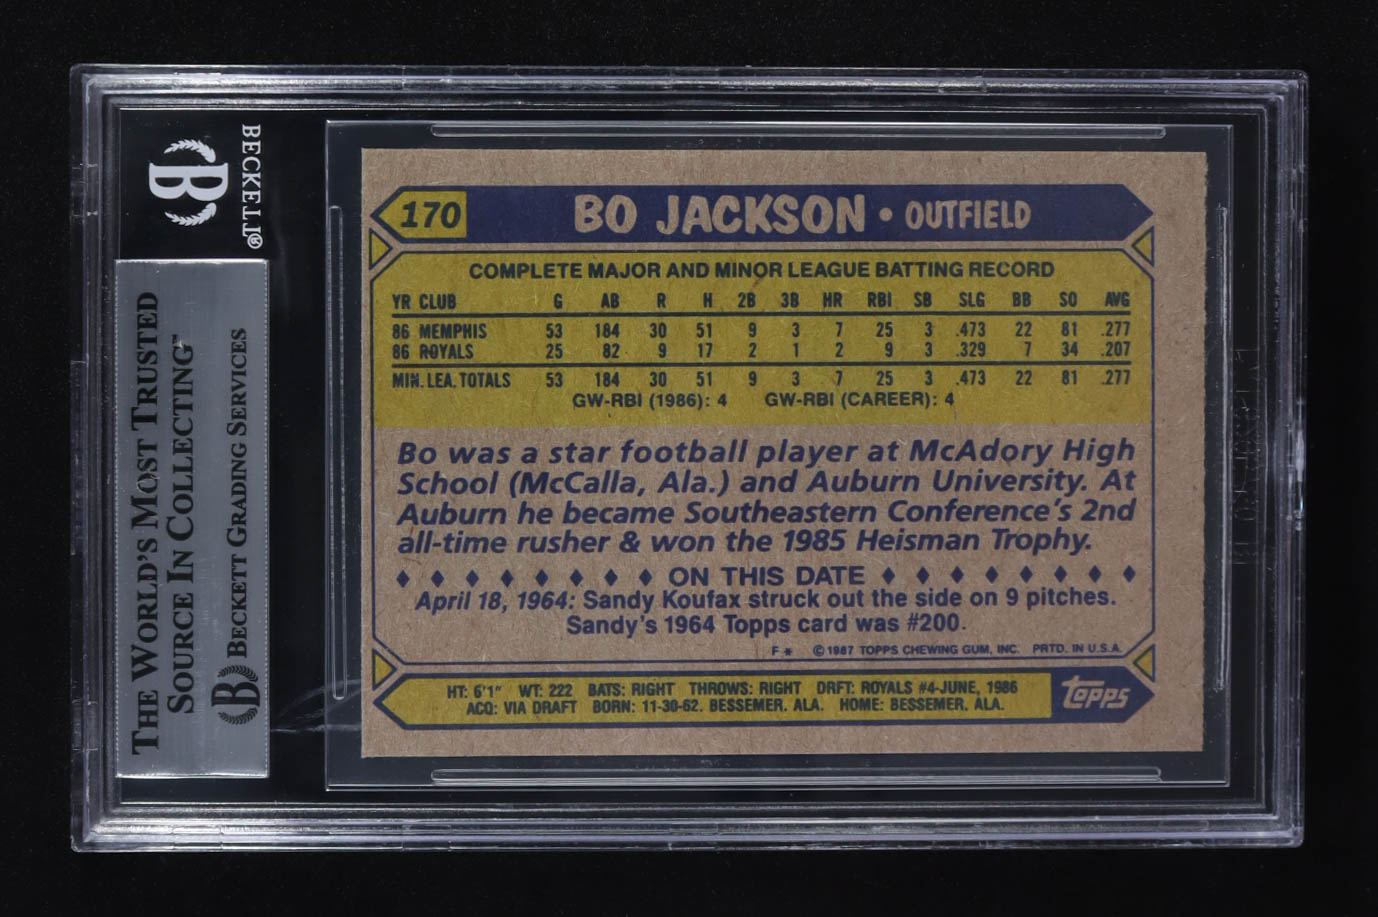 BECKETT®
B
THE WORLD'S MOST TRUSTED
SOURCE IN COLLECTING™
B BECKETT GRADING SERVICES
170 BO JACKSON • OUTFIELD
COMPLETE MAJOR AND MINOR LEAGUE BATTING RECORD
YR CLUB G AB R H 2B 3B HR RBI SB SLG BB SO AVG
86 MEMPHIS 53 184 30 51 9 3 7 25 3 .473 22 81 .277
86 ROYALS 25 82 9 17 2 1 2 9 3 .329 7 34 .207
MIN. LEA. TOTALS 53 184 30 51 9 3 7 25 3 .473 22 81 .277
GW-RBI (1986): 4 GW-RBI (CAREER): 4
Bo was a star football player at McAdory High
School (McCalla, Ala.) and Auburn University. At
Auburn he became Southeastern Conference's 2nd
all-time rusher & won the 1985 Heisman Trophy.
ON THIS DATE
April 18, 1964: Sandy Koufax struck out the side on 9 pitches.
Sandy's 1964 Topps card was #200.
F * © 1987 TOPPS CHEWING GUM, INC. PRTD. IN U.S.A.
HT: 6'1" WT: 222 BATS: RIGHT THROWS: RIGHT DRFT: ROYALS #4-JUNE, 1986
ACQ: VIA DRAFT BORN: 11-30-62, BESSEMER, ALA. HOME: BESSEMER, ALA.
Topps